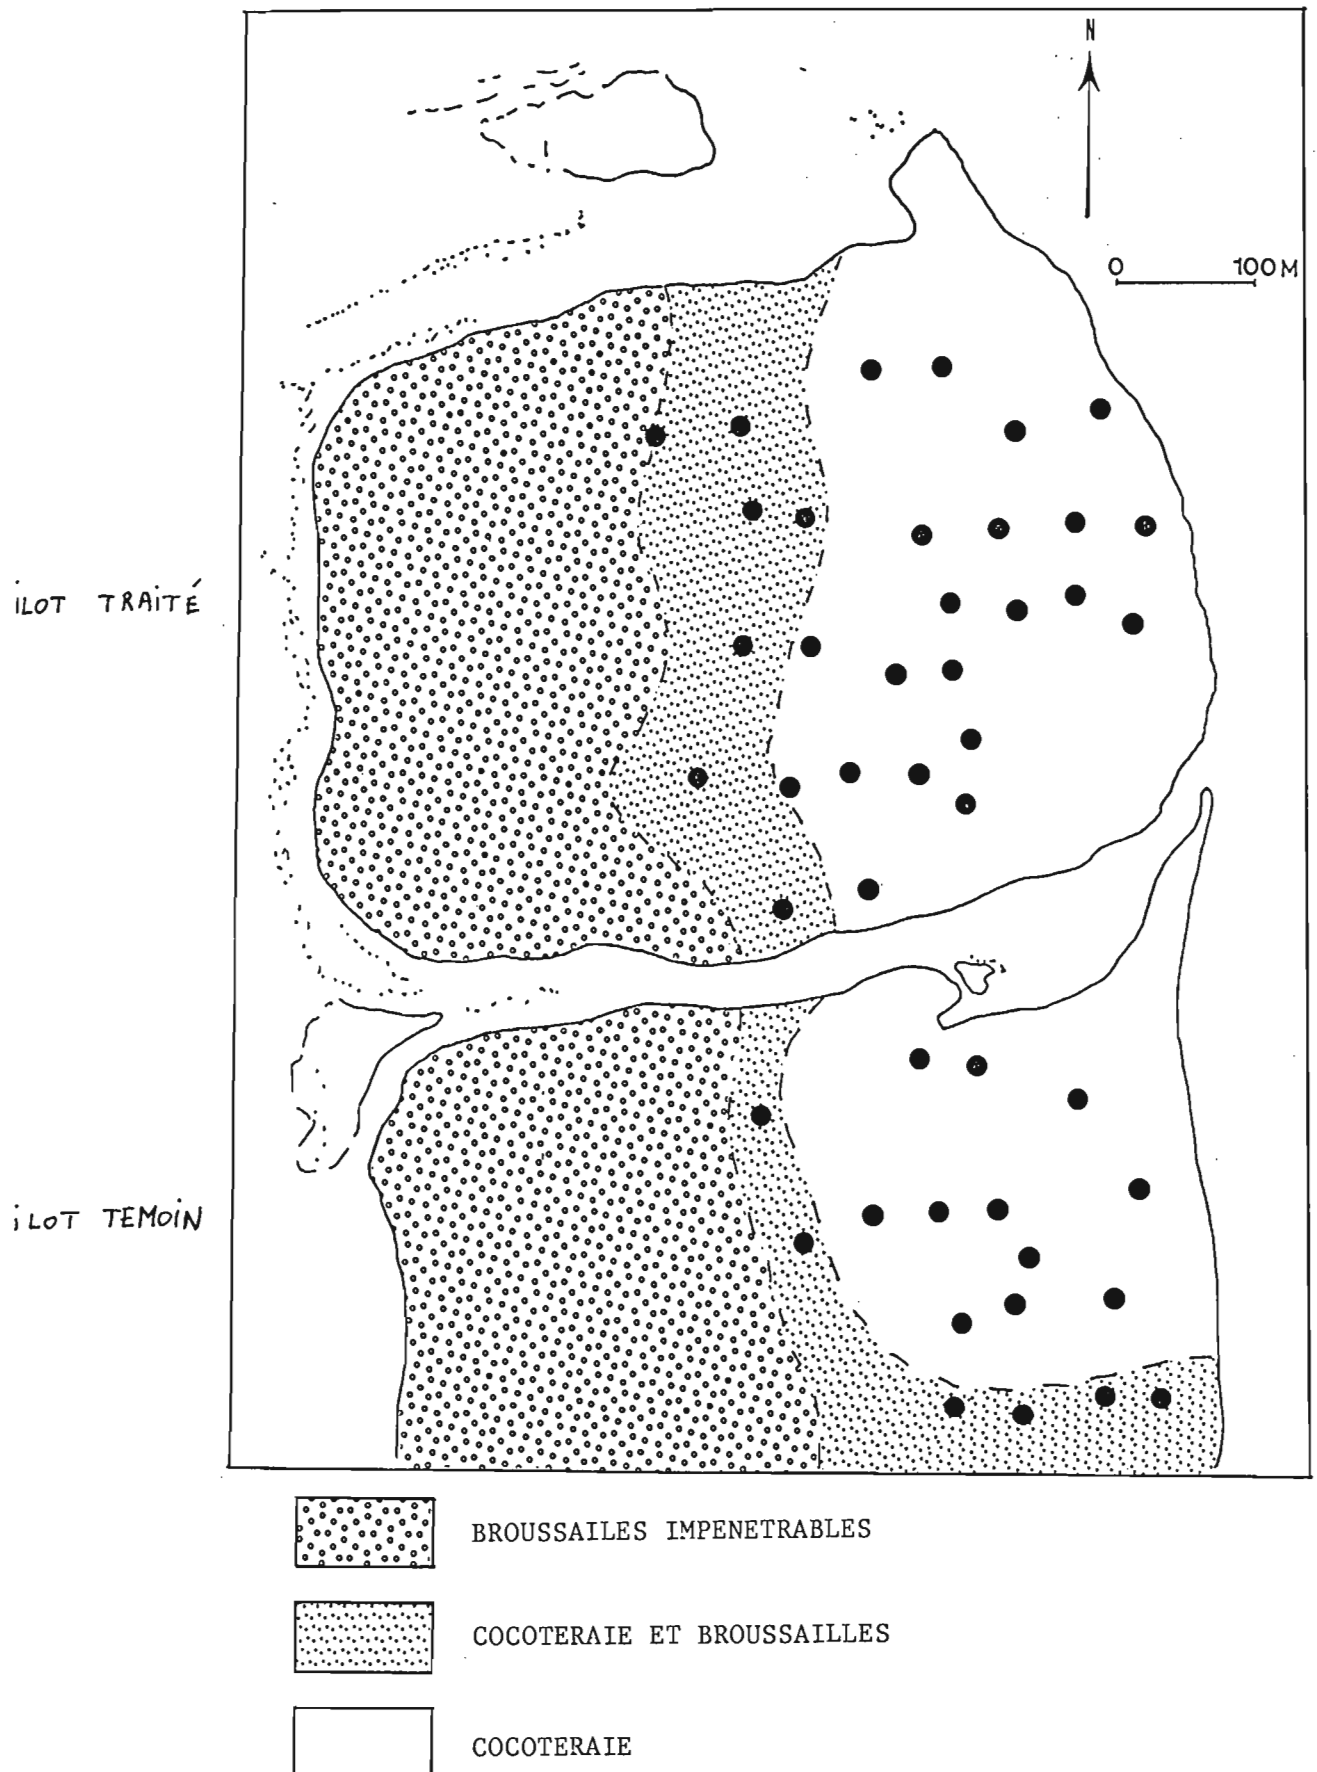 N
0 100M
iLOT TRAITÉ
iLOT TEMOIN
BROUSSAILES IMPENETRABLES
COCOTERAIE ET BROUSSAILLES
COCOTERAIE